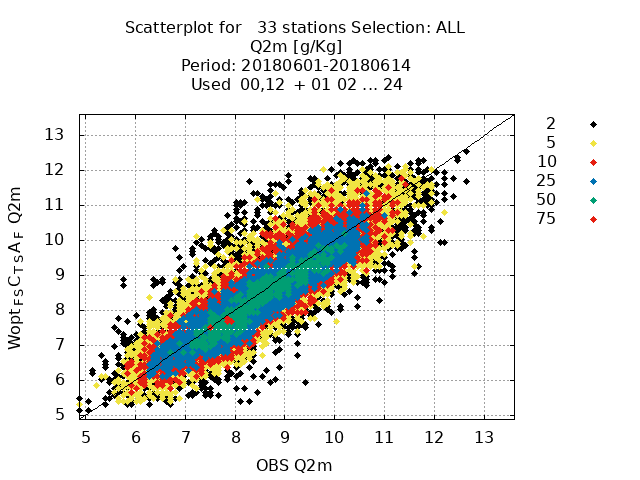 Scatterplot for 33 stations Selection: ALL
Q2m [g/Kg]
Period: 20180601-20180614
Used 00,12 + 01 02 ... 24
13
12
11
10
9
8
7
6
5
5 6 7 8 9 10 11 12 13
OBS Q2m
Wopt_FSC_TSA_F Q2m
2
5
10
25
50
75